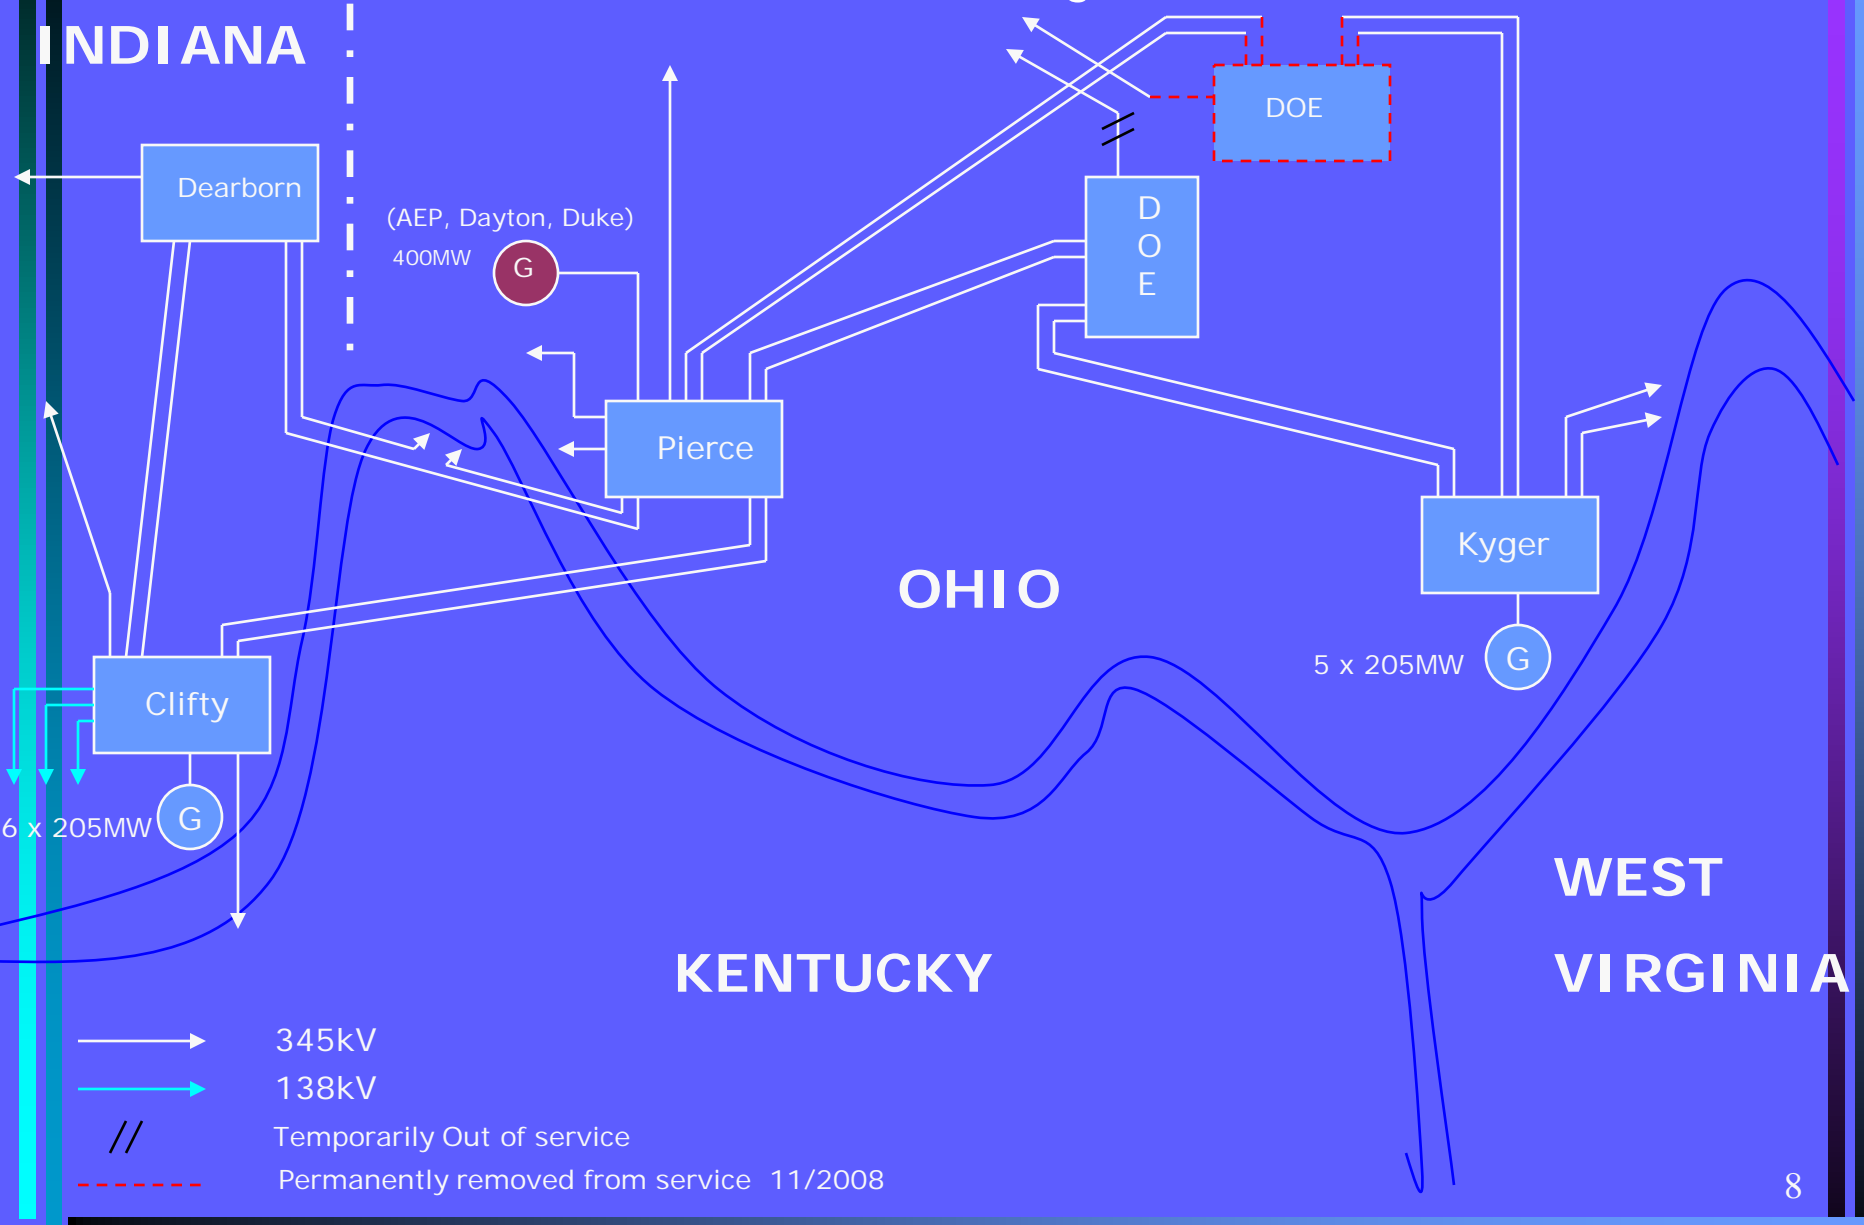 INDIANA
DOE
Dearborn
D
O
E
(AEP, Dayton, Duke)
400MW
G
Pierce
Kyger
OHIO
5 x 205MW
G
Clifty
6 x 205MW
G
WEST
VIRGINIA
KENTUCKY
345kV
138kV
Temporarily Out of service
Permanently removed from service 11/2008
8